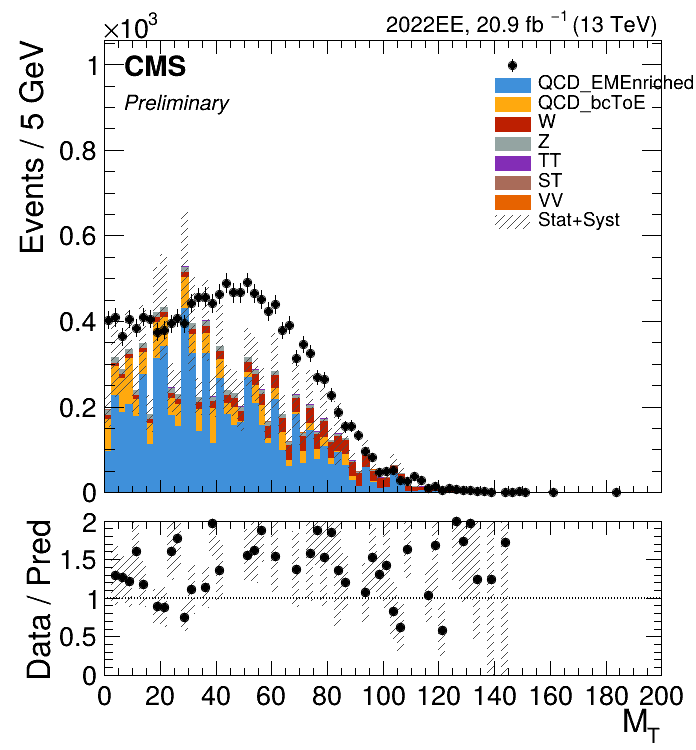 ×10³
2022EE, 20.9 fb ⁻¹ (13 TeV)
Events / 5 GeV
1
0.8
0.6
0.4
0.2
0
CMS
Preliminary
QCD_EMEnriched
QCD_bcToE
W
Z
TT
ST
VV
Stat+Syst
Data / Pred
2
1.5
1
0.5
0
0 20 40 60 80 100 120 140 160 180 200
M_T